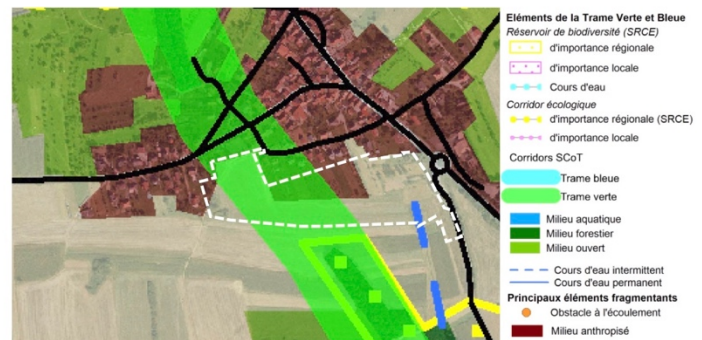 Eléments de la Trame Verte et Bleue
Réservoir de biodiversité (SRCE)
d'importance régionale
d'importance locale
Cours d'eau
Corridor écologique
d'importance régionale (SRCE)
d'importance locale
Corridors SCoT
Trame bleue
Trame verte
Milieu aquatique
Milieu forestier
Milieu ouvert
Cours d'eau intermittent
Cours d'eau permanent
Principaux éléments fragmentants
Obstacle à l'écoulement
Milieu anthropisé